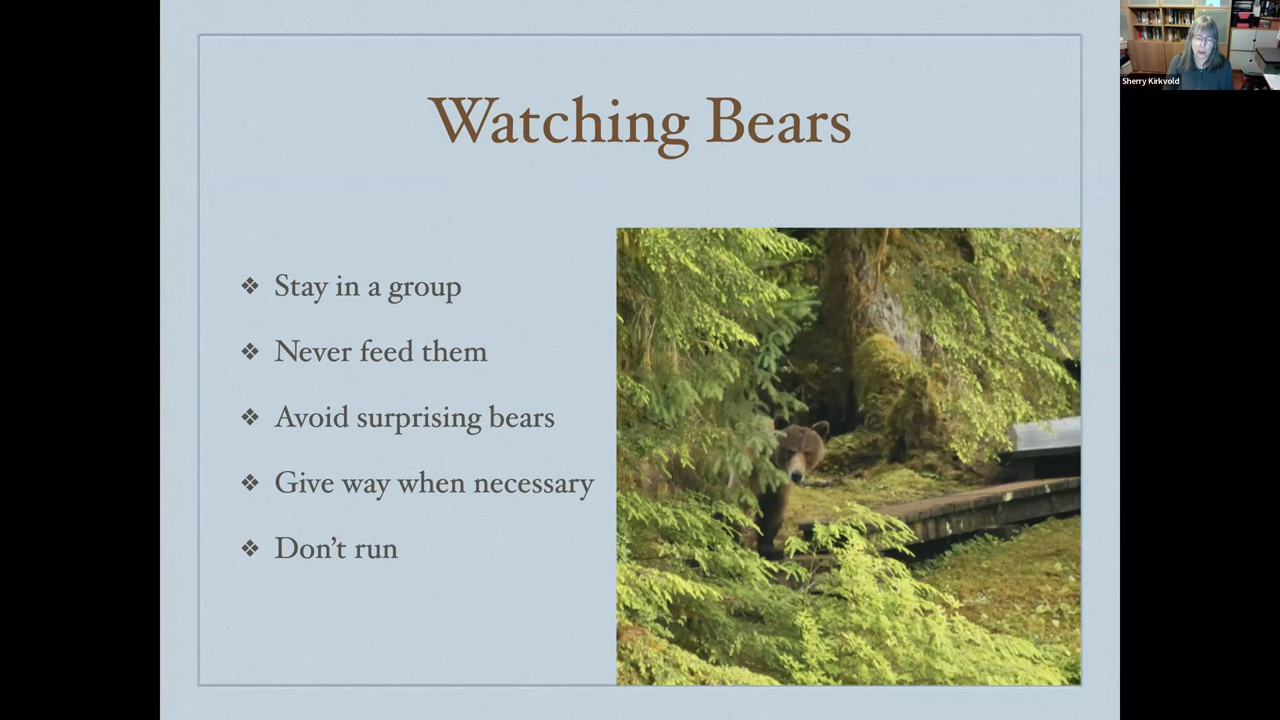 Watching Bears
❖ Stay in a group
❖ Never feed them
❖ Avoid surprising bears
❖ Give way when necessary
❖ Don’t run
Sherry Kirkvold